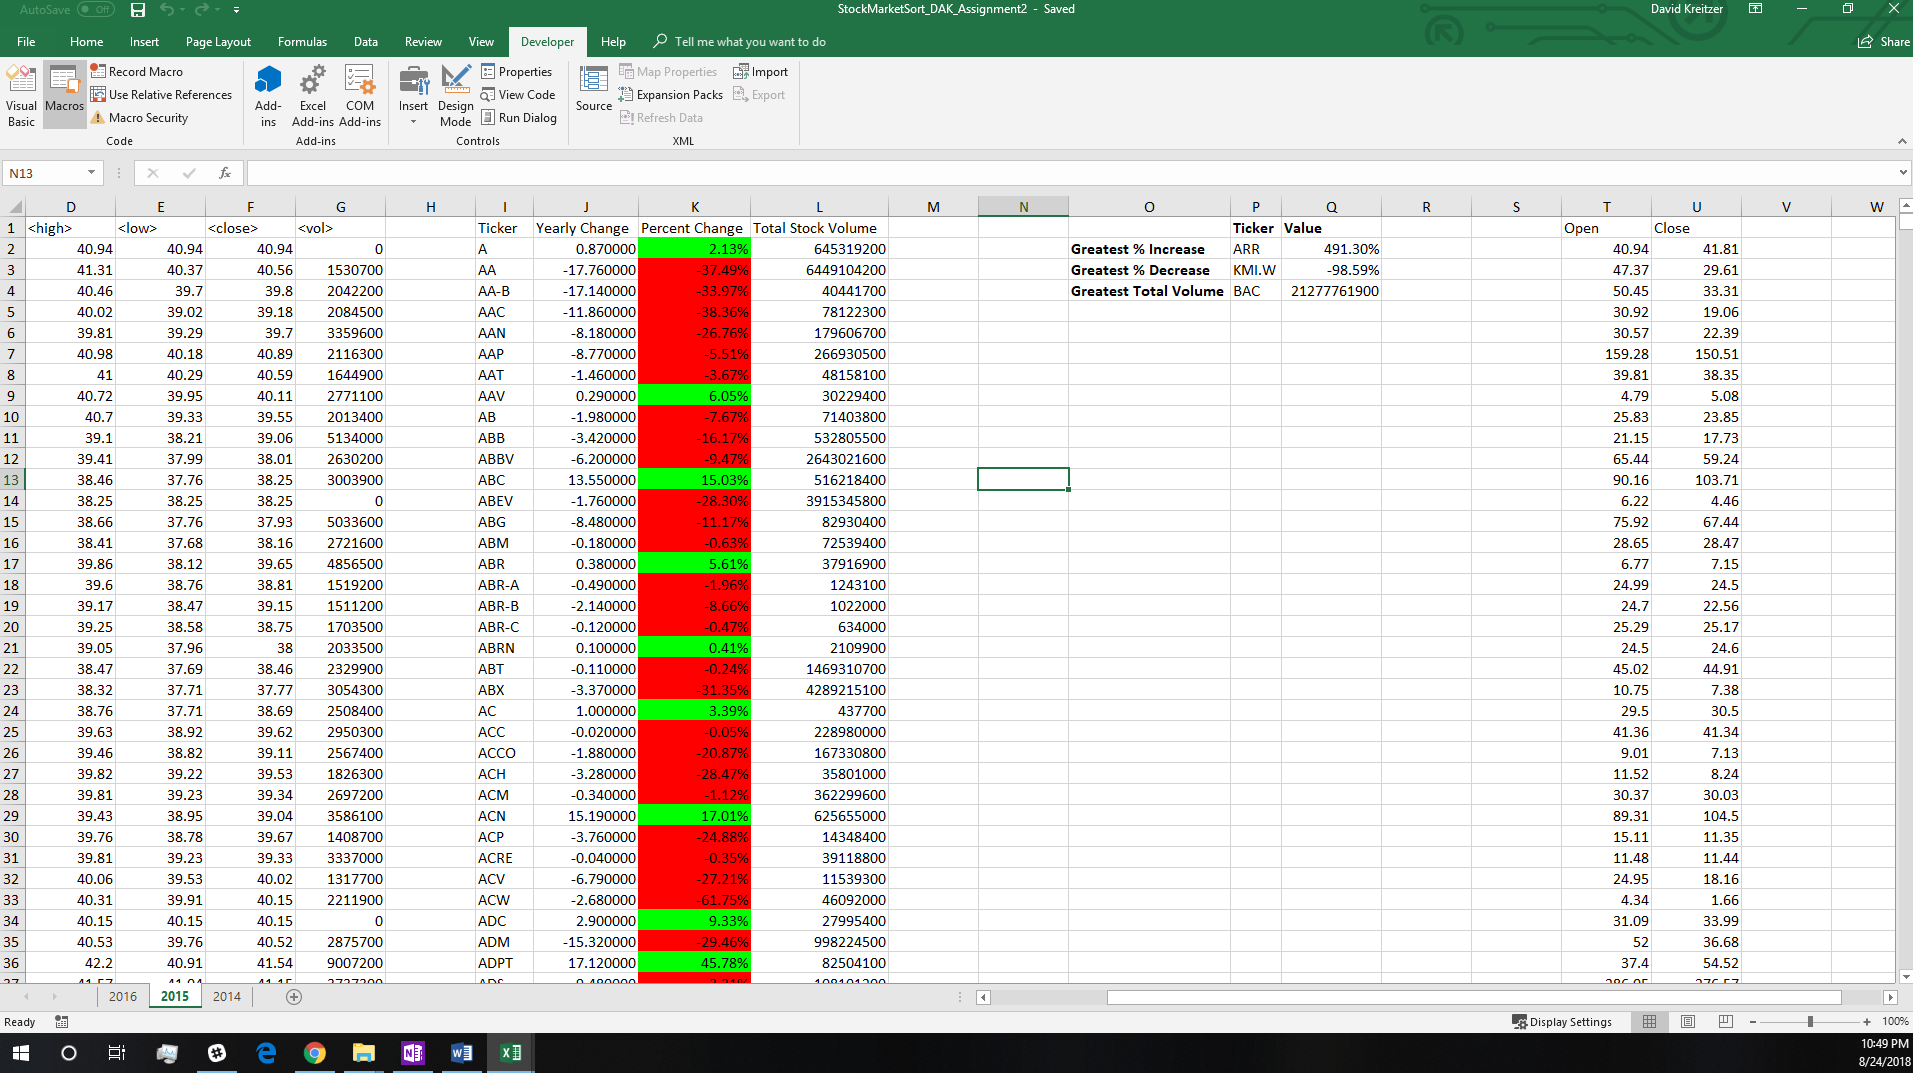 AutoSave Off StockMarketSort_DAK_Assignment2 - Saved David Kreitzer
File Home Insert Page Layout Formulas Data Review View Developer Help Tell me what you want to do Share
Visual Basic Macros Record Macro Use Relative References Macro Security Code
Add-ins Excel Add-ins COM Add-ins Add-ins
Insert Design Mode Properties View Code Run Dialog Controls
Source Map Properties Expansion Packs Refresh Data Import Export XML
N13 fx
D E F G H I J K L M N O P Q R S T U V W
1 <high> <low> <close> <vol> Ticker Yearly Change Percent Change Total Stock Volume Ticker Value Open Close
2 40.94 40.94 40.94 0 A 0.870000 2.13% 645319200 Greatest % Increase ARR 491.30% 40.94 41.81
3 41.31 40.37 40.56 1530700 AA -17.760000 -37.49% 6449104200 Greatest % Decrease KMI.W -98.59% 47.37 29.61
4 40.46 39.7 39.8 2042200 AA-B -17.140000 -33.97% 40441700 Greatest Total Volume BAC 21277761900 50.45 33.31
5 40.02 39.02 39.18 2084500 AAC -11.860000 -38.36% 78122300 30.92 19.06
6 39.81 39.29 39.7 3359600 AAN -8.180000 -26.76% 179606700 30.57 22.39
7 40.98 40.18 40.89 2116300 AAP -8.770000 -5.51% 266930500 159.28 150.51
8 41 40.29 40.59 1644900 AAT -1.460000 -3.67% 48158100 39.81 38.35
9 40.72 39.95 40.11 2771100 AAV 0.290000 6.05% 30229400 4.79 5.08
10 40.7 39.33 39.55 2013400 AB -1.980000 -7.67% 71403800 25.83 23.85
11 39.1 38.21 39.06 5134000 ABB -3.420000 -16.17% 532805500 21.15 17.73
12 39.41 37.99 38.01 2630200 ABBV -6.200000 -9.47% 2643021600 65.44 59.24
13 38.46 37.76 38.25 3003900 ABC 13.550000 15.03% 516218400 90.16 103.71
14 38.25 38.25 38.25 0 ABEV -1.760000 -28.30% 3915345800 6.22 4.46
15 38.66 37.76 37.93 5033600 ABG -8.480000 -11.17% 82930400 75.92 67.44
16 38.41 37.68 38.16 2721600 ABM -0.180000 -0.63% 72539400 28.65 28.47
17 39.86 38.12 39.65 4856500 ABR 0.380000 5.61% 37916900 6.77 7.15
18 39.6 38.76 38.81 1519200 ABR-A -0.490000 -1.96% 1243100 24.99 24.5
19 39.17 38.47 39.15 1511200 ABR-B -2.140000 -8.66% 1022000 24.7 22.56
20 39.25 38.58 38.75 1703500 ABR-C -0.120000 -0.47% 634000 25.29 25.17
21 39.05 37.96 38 2033500 ABRN 0.100000 0.41% 2109900 24.5 24.6
22 38.47 37.69 38.46 2329900 ABT -0.110000 -0.24% 1469310700 45.02 44.91
23 38.32 37.71 37.77 3054300 ABX -3.370000 -31.35% 4289215100 10.75 7.38
24 38.76 37.71 38.69 2508400 AC 1.000000 3.39% 437700 29.5 30.5
25 39.63 38.92 39.62 2950300 ACC -0.020000 -0.05% 228980000 41.36 41.34
26 39.46 38.82 39.11 2567400 ACCO -1.880000 -20.87% 167330800 9.01 7.13
27 39.82 39.22 39.53 1826300 ACH -3.280000 -28.47% 35801000 11.52 8.24
28 39.81 39.23 39.34 2697200 ACM -0.340000 -1.12% 362299600 30.37 30.03
29 39.43 38.95 39.04 3586100 ACN 15.190000 17.01% 625655000 89.31 104.5
30 39.76 38.78 39.67 1408700 ACP -3.760000 -24.88% 14348400 15.11 11.35
31 39.81 39.23 39.33 3337000 ACRE -0.040000 -0.35% 39118800 11.48 11.44
32 40.06 39.53 40.02 1317700 ACV -6.790000 -27.21% 11539300 24.95 18.16
33 40.31 39.91 40.15 2211900 ACW -2.680000 -61.75% 46092000 4.34 1.66
34 40.15 40.15 40.15 0 ADC 2.900000 9.33% 27995400 31.09 33.99
35 40.53 39.76 40.52 2875700 ADM -15.320000 -29.46% 998224500 52 36.68
36 42.2 40.91 41.54 9007200 ADPT 17.120000 45.78% 82504100 37.4 54.52
2016 2015 2014
Ready Display Settings 100%
10:49 PM
8/24/2018